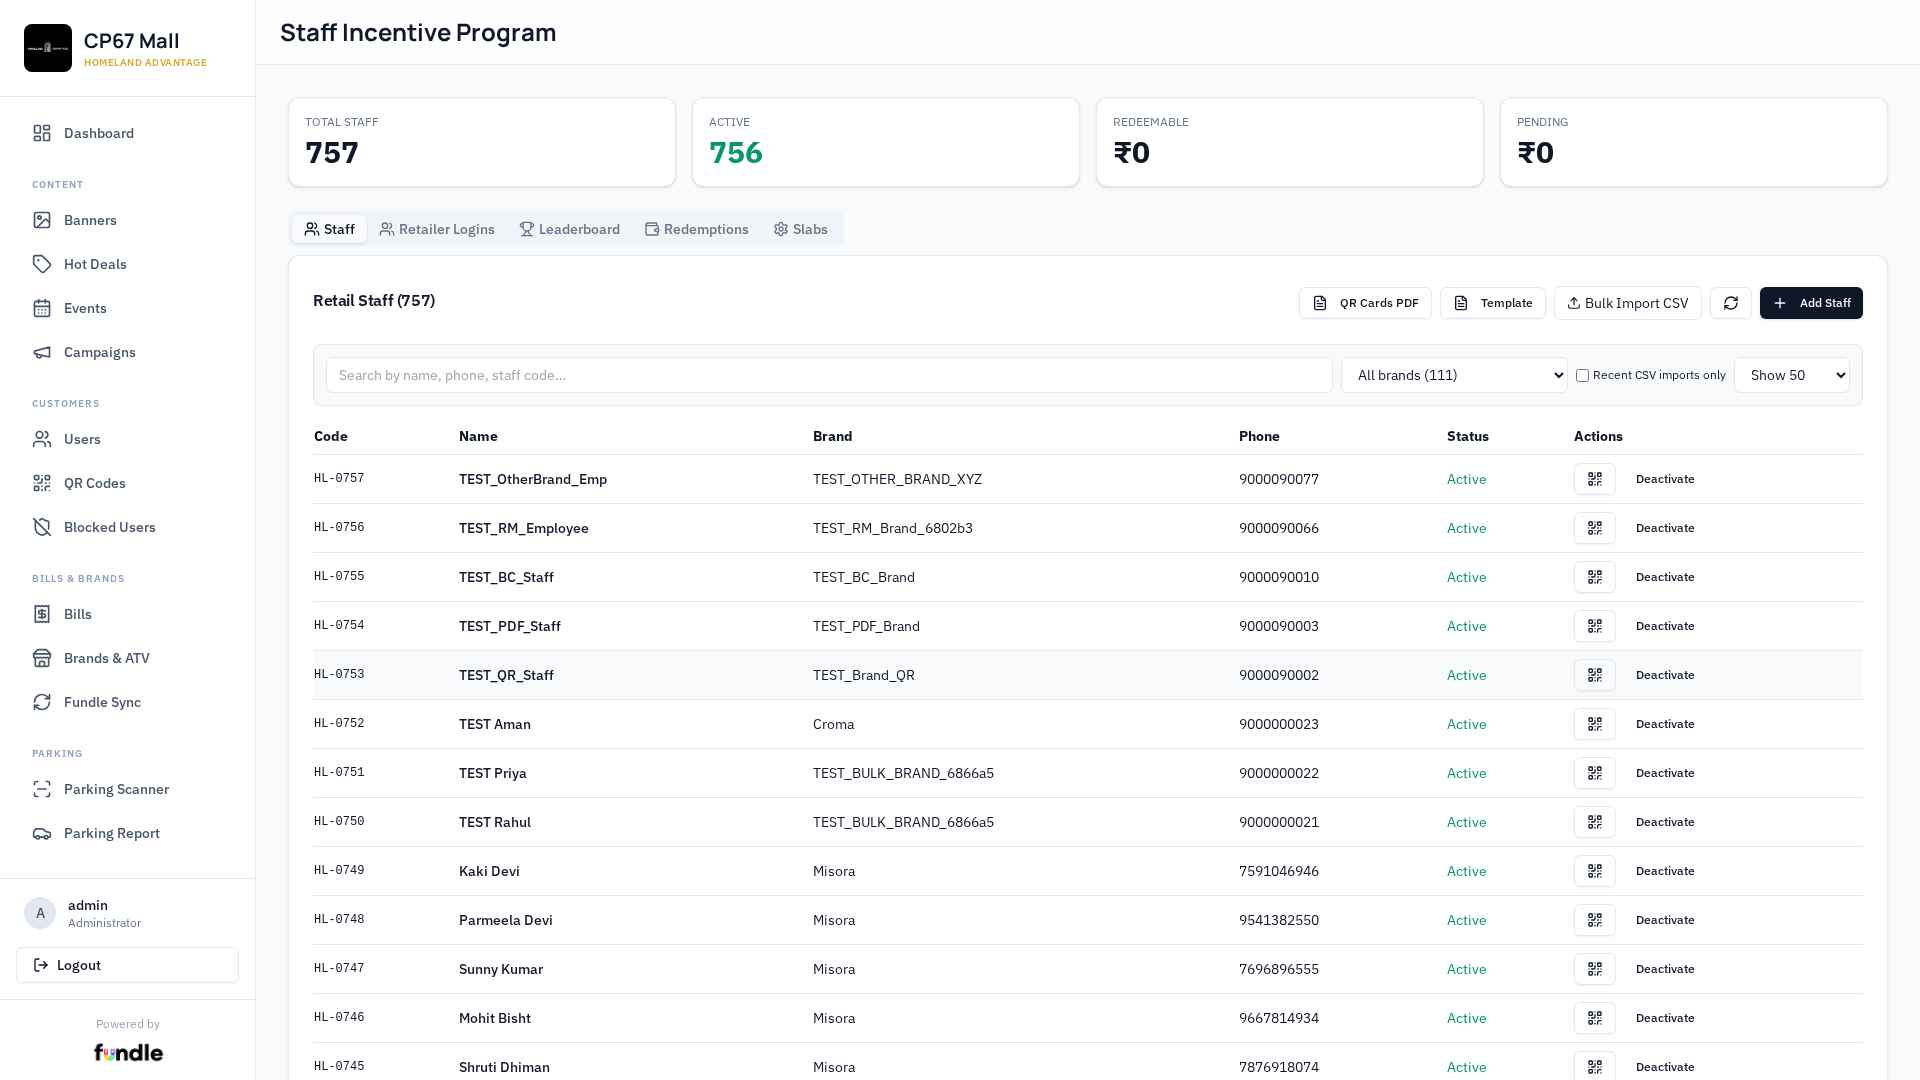 CP67 Mall
HOMELAND ADVANTAGE
Dashboard
CONTENT
Banners
Hot Deals
Events
Campaigns
CUSTOMERS
Users
QR Codes
Blocked Users
BILLS & BRANDS
Bills
Brands & ATV
Fundle Sync
PARKING
Parking Scanner
Parking Report
A
admin
Administrator
Logout
Powered by
fundle
Staff Incentive Program
TOTAL STAFF
757
ACTIVE
756
REDEEMABLE
₹0
PENDING
₹0
Staff Retailer Logins Leaderboard Redemptions Slabs
Retail Staff (757)
QR Cards PDF Template Bulk Import CSV Add Staff
Search by name, phone, staff code... All brands (111) Recent CSV imports only Show 50
Code Name Brand Phone Status Actions
HL-0757 TEST_OtherBrand_Emp TEST_OTHER_BRAND_XYZ 9000090077 Active Deactivate
HL-0756 TEST_RM_Employee TEST_RM_Brand_6802b3 9000090066 Active Deactivate
HL-0755 TEST_BC_Staff TEST_BC_Brand 9000090010 Active Deactivate
HL-0754 TEST_PDF_Staff TEST_PDF_Brand 9000090003 Active Deactivate
HL-0753 TEST_QR_Staff TEST_Brand_QR 9000090002 Active Deactivate
HL-0752 TEST Aman Croma 9000000023 Active Deactivate
HL-0751 TEST Priya TEST_BULK_BRAND_6866a5 9000000022 Active Deactivate
HL-0750 TEST Rahul TEST_BULK_BRAND_6866a5 9000000021 Active Deactivate
HL-0749 Kaki Devi Misora 7591046946 Active Deactivate
HL-0748 Parmeela Devi Misora 9541382550 Active Deactivate
HL-0747 Sunny Kumar Misora 7696896555 Active Deactivate
HL-0746 Mohit Bisht Misora 9667814934 Active Deactivate
HL-0745 Shruti Dhiman Misora 7876918074 Active Deactivate